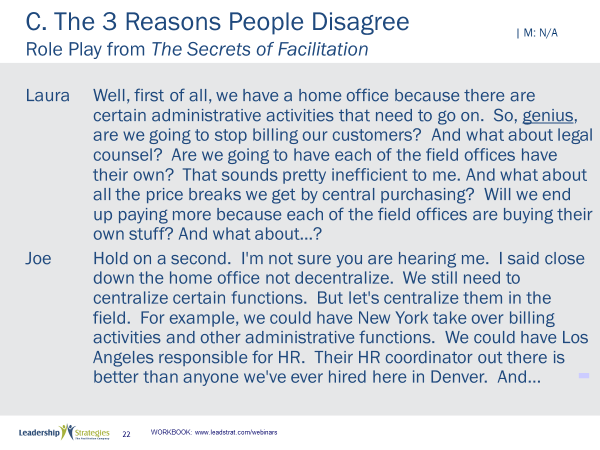 C. The 3 Reasons People Disagree
Role Play from The Secrets of Facilitation
| M: N/A
Laura Well, first of all, we have a home office because there are
certain administrative activities that need to go on.  So, genius,
are we going to stop billing our customers?  And what about legal
counsel?  Are we going to have each of the field offices have
their own?  That sounds pretty inefficient to me. And what about
all the price breaks we get by central purchasing?  Will we end
up paying more because each of the field offices are buying their
own stuff? And what about...?
Joe Hold on a second.  I'm not sure you are hearing me.  I said close
down the home office not decentralize.  We still need to
centralize certain functions.  But let's centralize them in the
field.  For example, we could have New York take over billing
activities and other administrative functions.  We could have Los
Angeles responsible for HR.  Their HR coordinator out there is
better than anyone we've ever hired here in Denver.  And...
Leadership Strategies
The Facilitation Company
22
WORKBOOK: www.leadstrat.com/webinars